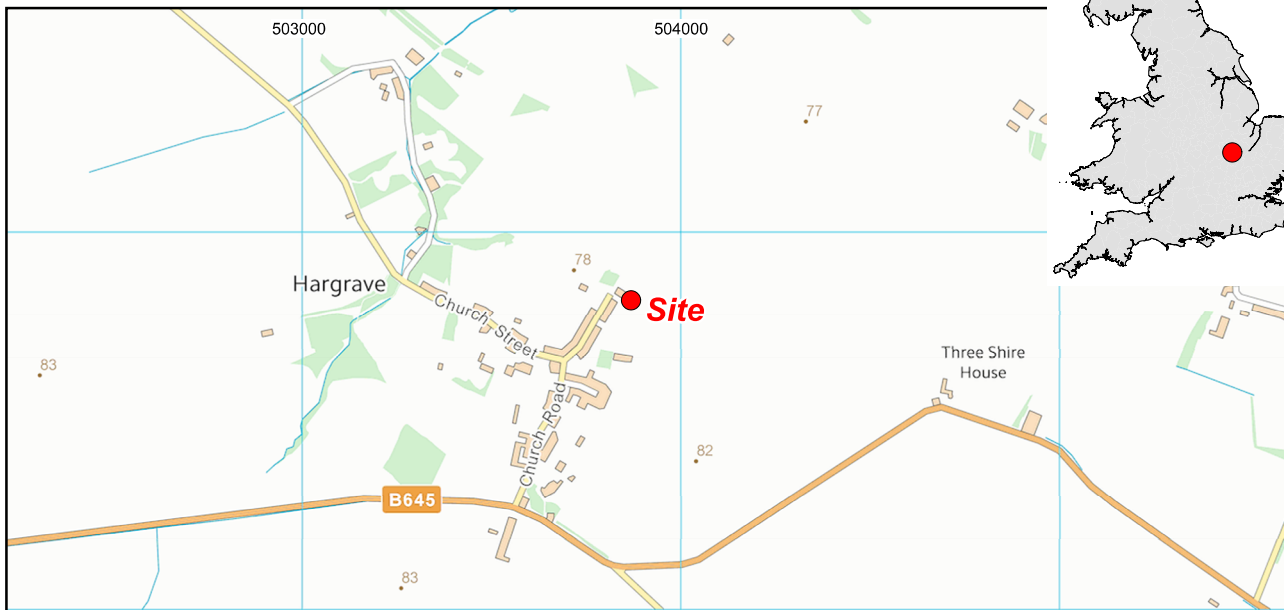 503000
504000
77
Hargrave
78
Site
Church Street
83
Three Shire
House
Church Road
82
B645
83